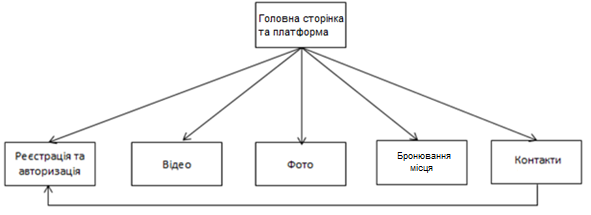 Головна сторінка
та платформа
Реєстрація та
авторизація
Відео
Фото
Бронювання
місця
Контакти